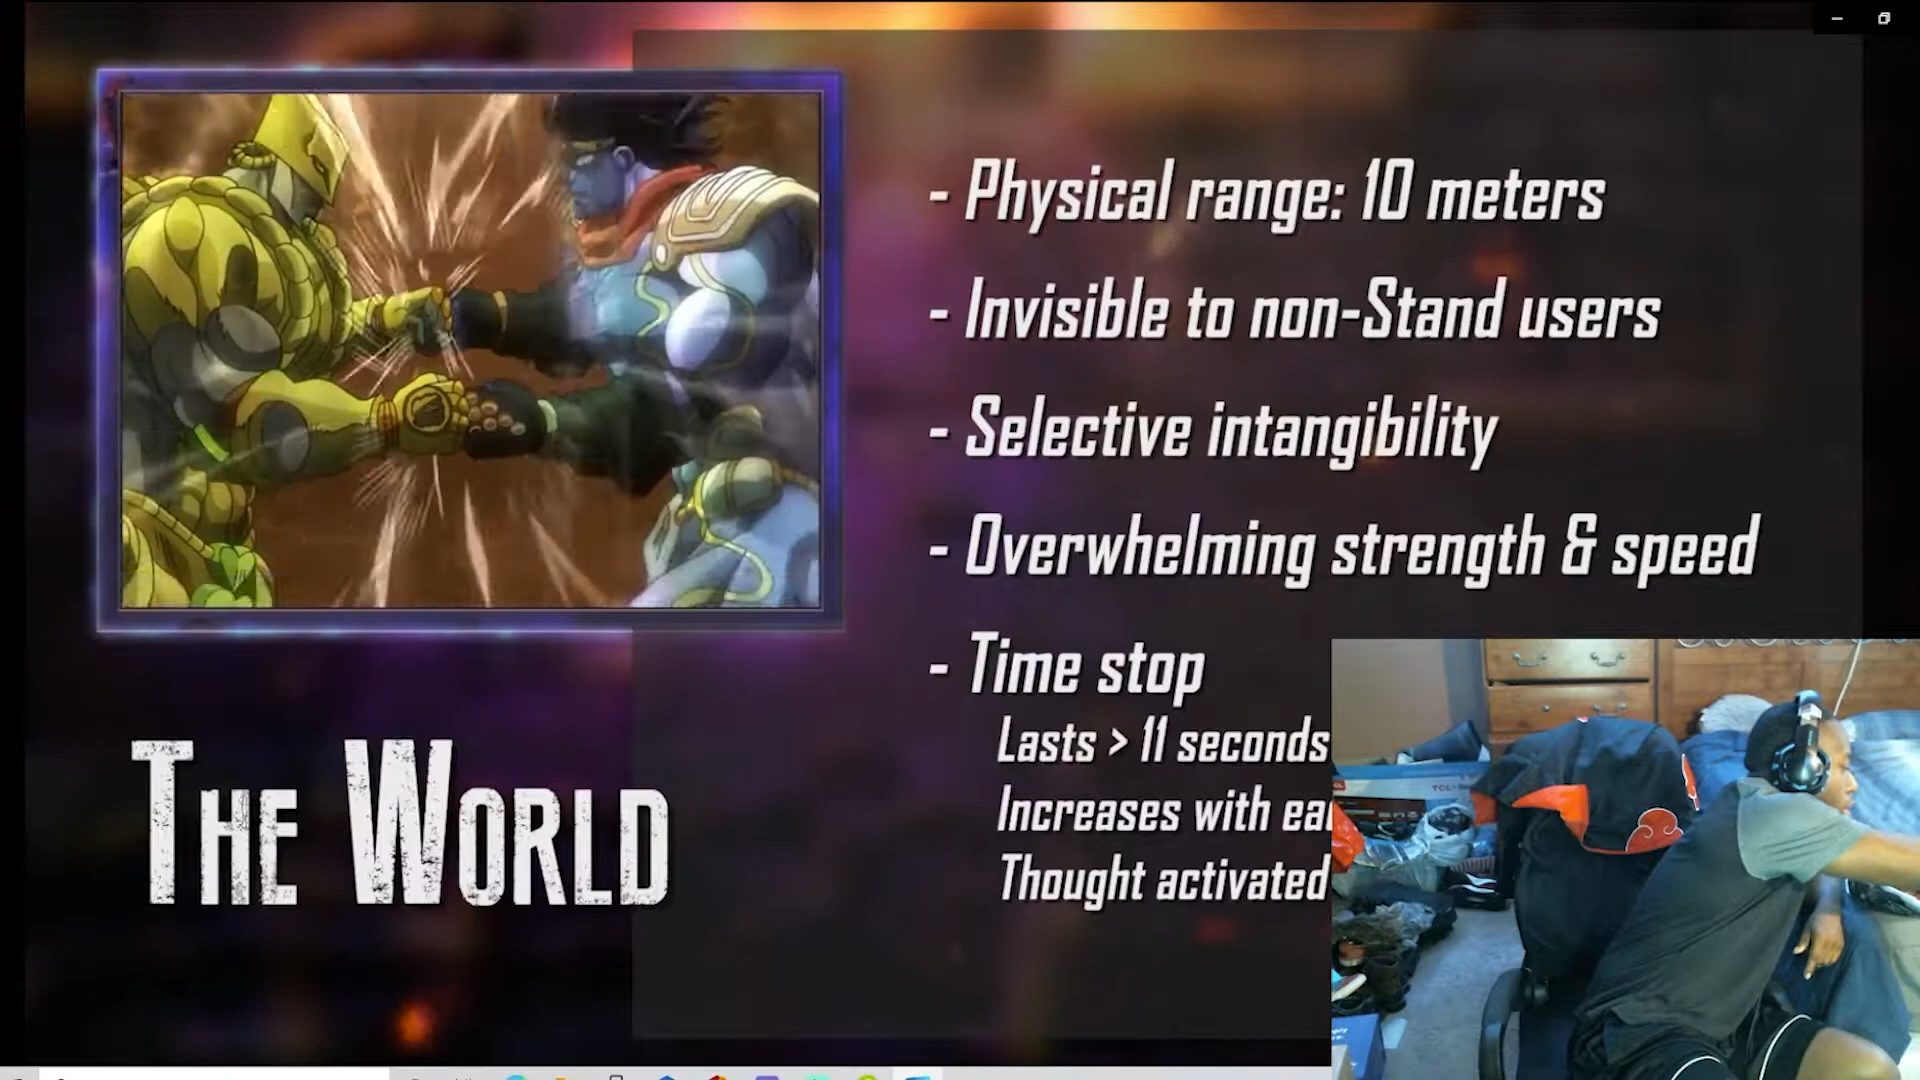 - Physical range: 10 meters
- Invisible to non-Stand users
- Selective intangibility
- Overwhelming strength & speed
- Time stop
Lasts > 11 seconds
Increases with
Thought activated
THE WORLD
TCL